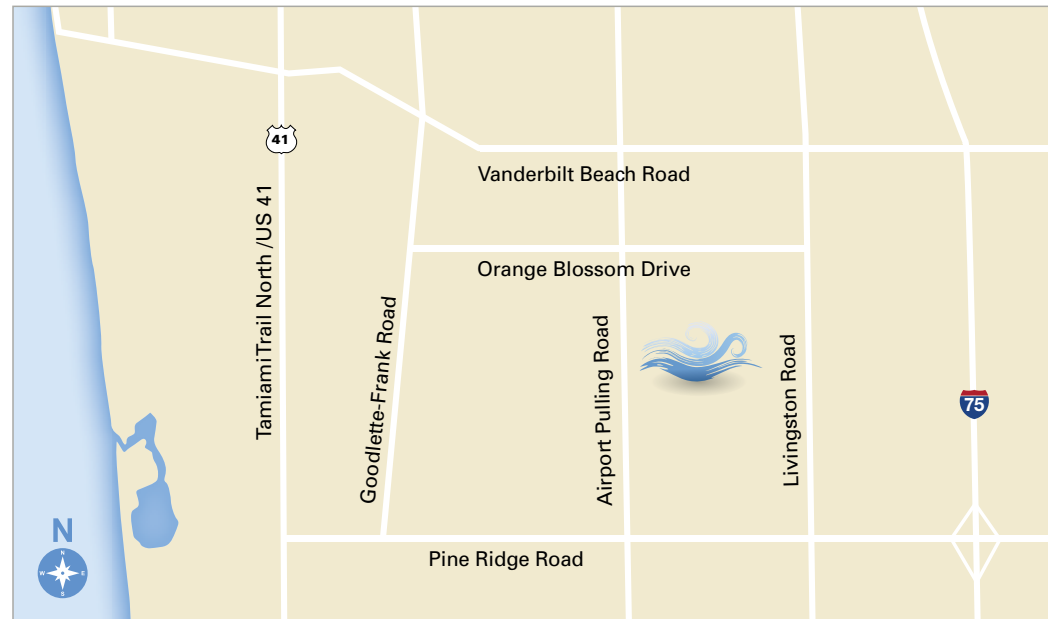 41
Vanderbilt Beach Road
Tamiami Trail North /US 41
Orange Blossom Drive
Goodlette-Frank Road
Airport Pulling Road
Livingston Road
75
N
N
W
E
S
Pine Ridge Road